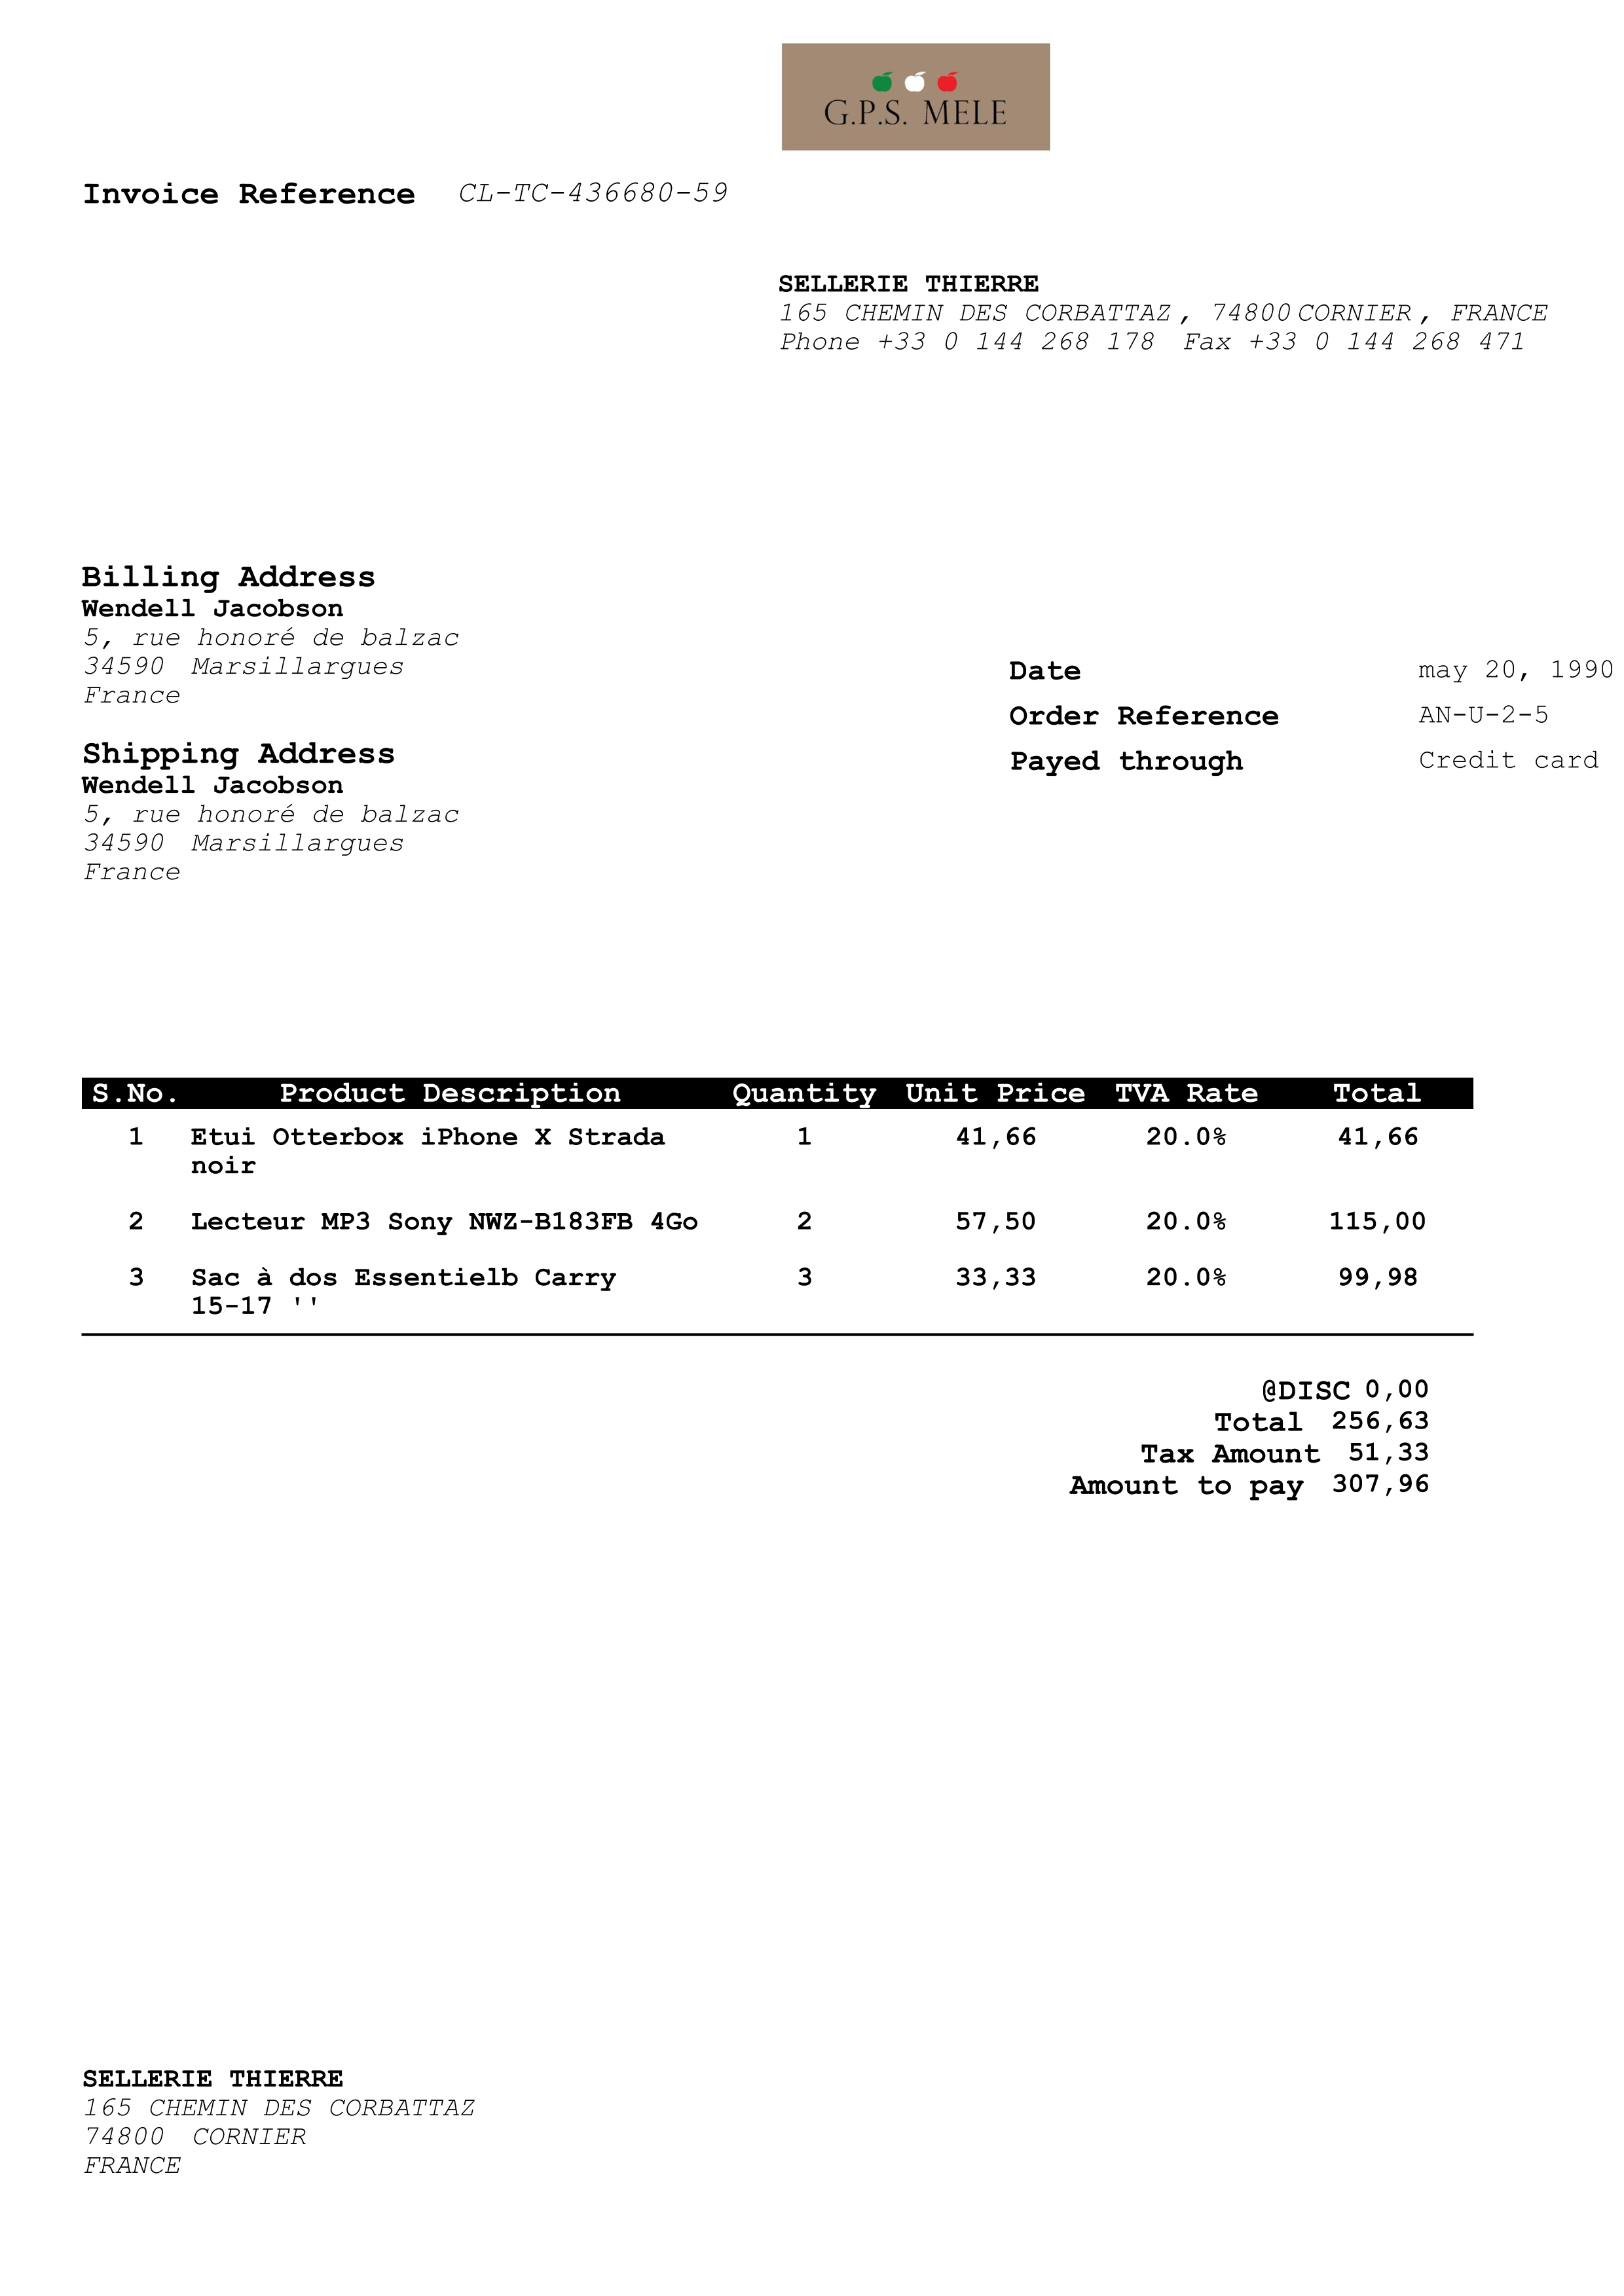 G.P.S. MELE
Invoice Reference CL-TC-436680-59
SELLERIE THIERRE
165 CHEMIN DES CORBATTAZ , 74800 CORNIER , FRANCE
Phone +33 0 144 268 178 Fax +33 0 144 268 471
Billing Address
Wendell Jacobson
5, rue honoré de balzac
34590 Marsillargues
France
Date may 20, 1990
Order Reference AN-U-2-5
Payed through Credit card
Shipping Address
Wendell Jacobson
5, rue honoré de balzac
34590 Marsillargues
France
S.No. Product Description Quantity Unit Price TVA Rate Total
1 Etui Otterbox iPhone X Strada 1 41,66 20.0% 41,66
noir
2 Lecteur MP3 Sony NWZ-B183FB 4Go 2 57,50 20.0% 115,00
3 Sac à dos Essentielb Carry 3 33,33 20.0% 99,98
15-17 ''
@DISC 0,00
Total 256,63
Tax Amount 51,33
Amount to pay 307,96
SELLERIE THIERRE
165 CHEMIN DES CORBATTAZ
74800 CORNIER
FRANCE